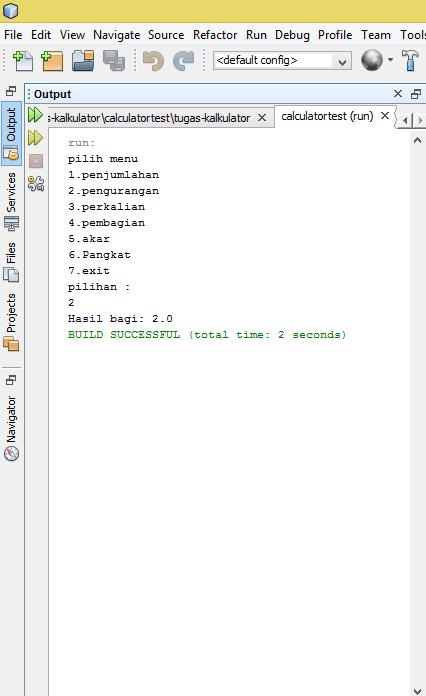 File Edit View Navigate Source Refactor Run Debug Profile Team Tools
<default config>
Output
s-kalkulator\calculatortest\tugas-kalkulator
calculatortest (run)
Output
Services
Files
Projects
Navigator
run:
pilih menu
1.penjumlahan
2.pengurangan
3.perkalian
4.pembagian
5.akar
6.Pangkat
7.exit
pilihan :
2
Hasil bagi: 2.0
BUILD SUCCESSFUL (total time: 2 seconds)